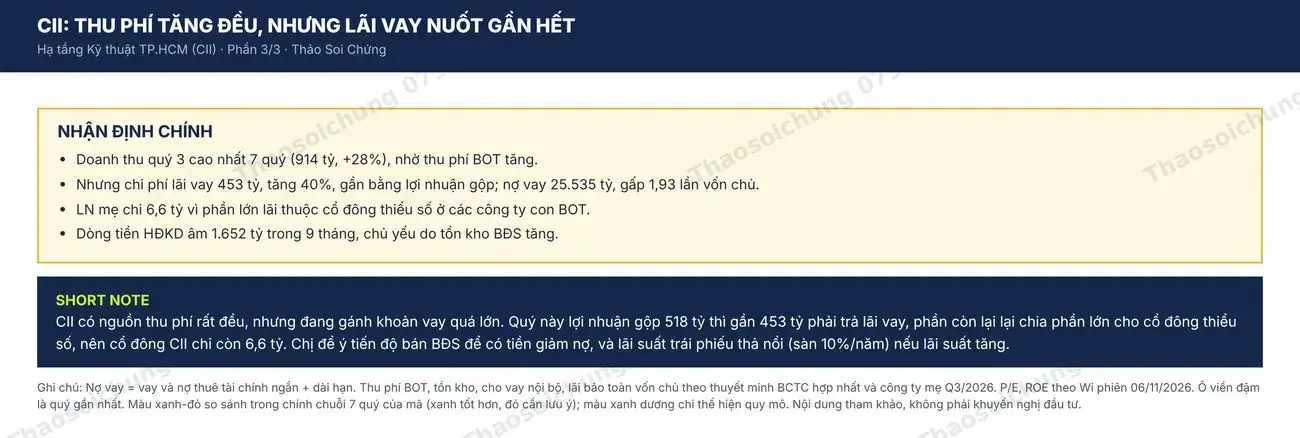 CII: THU PHÍ TĂNG ĐỀU, NHƯNG LÃI VAY NUỐT GẦN HẾT
Hạ tầng Kỹ thuật TP.HCM (CII) · Phần 3/3 · Thảo Soi Chứng
NHẬN ĐỊNH CHÍNH
• Doanh thu quý 3 cao nhất 7 quý (914 tỷ, +28%), nhờ thu phí BOT tăng.
• Nhưng chi phí lãi vay 453 tỷ, tăng 40%, gần bằng lợi nhuận gộp; nợ vay 25.535 tỷ, gấp 1,93 lần vốn chủ.
• LN mẹ chỉ 6,6 tỷ vì phần lớn lãi thuộc cổ đông thiểu số ở các công ty con BOT.
• Dòng tiền HĐKD âm 1.652 tỷ trong 9 tháng, chủ yếu do tồn kho BĐS tăng.
SHORT NOTE
CII có nguồn thu phí rất đều, nhưng đang gánh khoản vay quá lớn. Quý này lợi nhuận gộp 518 tỷ thì gần 453 tỷ phải trả lãi vay, phần còn lại lại chia phần lớn cho cổ đông thiểu
số, nên cổ đông CII chỉ còn 6,6 tỷ. Chị để ý tiến độ bán BĐS để có tiền giảm nợ, và lãi suất trái phiếu thả nổi (sàn 10%/năm) nếu lãi suất tăng.
Ghi chú: Nợ vay = vay và nợ thuê tài chính ngắn + dài hạn. Thu phí BOT, tồn kho, cho vay nội bộ, lãi bảo toàn vốn chủ theo thuyết minh BCTC hợp nhất và công ty mẹ Q3/2026. P/E, ROE theo Wi phiên 06/11/2026. Ô viền đậm
là quý gần nhất. Màu xanh-đỏ so sánh trong chính chuỗi 7 quý của mã (xanh tốt hơn, đỏ cần lưu ý); màu xanh dương chỉ thể hiện quy mô. Nội dung tham khảo, không phải khuyến nghị đầu tư.
Thaosoichung 079
Thaosoichung
Thaosoichung
Thaosoichung